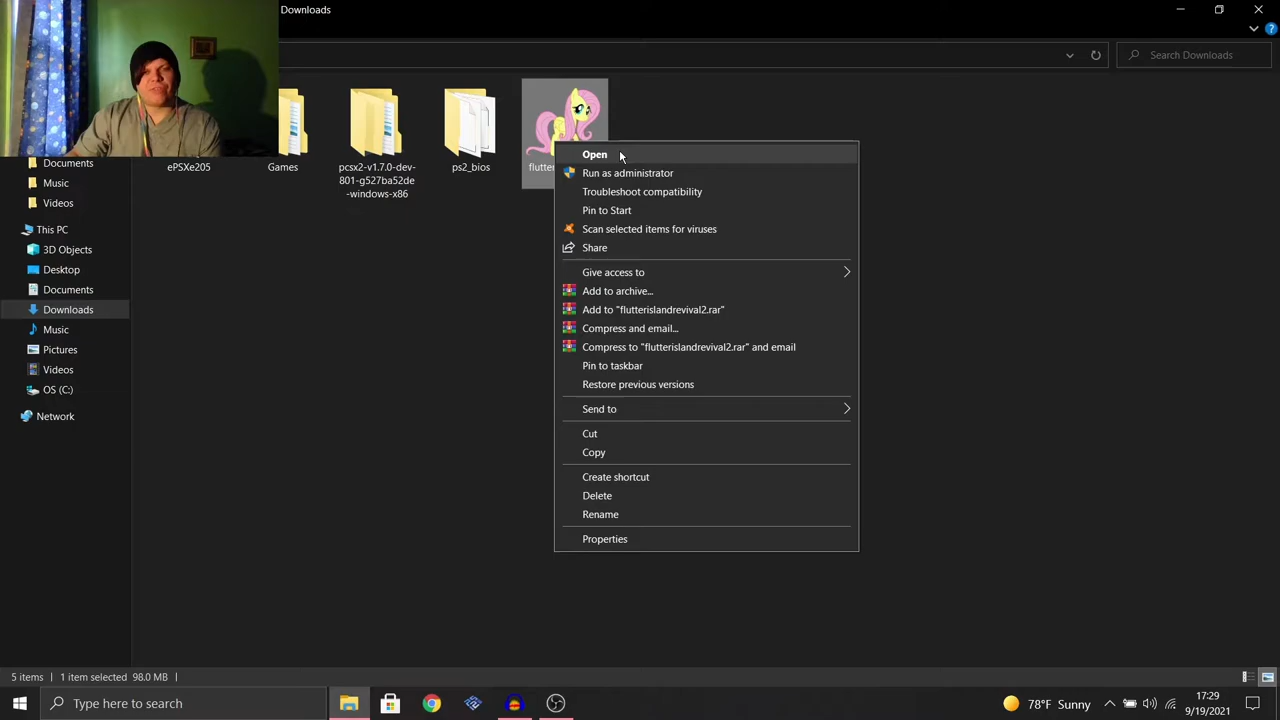 Downloads
Search Downloads
ePSXe205
Games
pcsx2-v1.7.0-dev-
801-g527ba52de
-windows-x86
ps2_bios
flutter
Documents
Music
Videos
This PC
3D Objects
Desktop
Documents
Downloads
Music
Pictures
Videos
OS (C:)
Network
Open
Run as administrator
Troubleshoot compatibility
Pin to Start
Scan selected items for viruses
Share
Give access to
Add to archive...
Add to "flutterislandrevival2.rar"
Compress and email...
Compress to "flutterislandrevival2.rar" and email
Pin to taskbar
Restore previous versions
Send to
Cut
Copy
Create shortcut
Delete
Rename
Properties
5 items
1 item selected 98.0 MB
Type here to search
78°F Sunny
17:29
9/19/2021